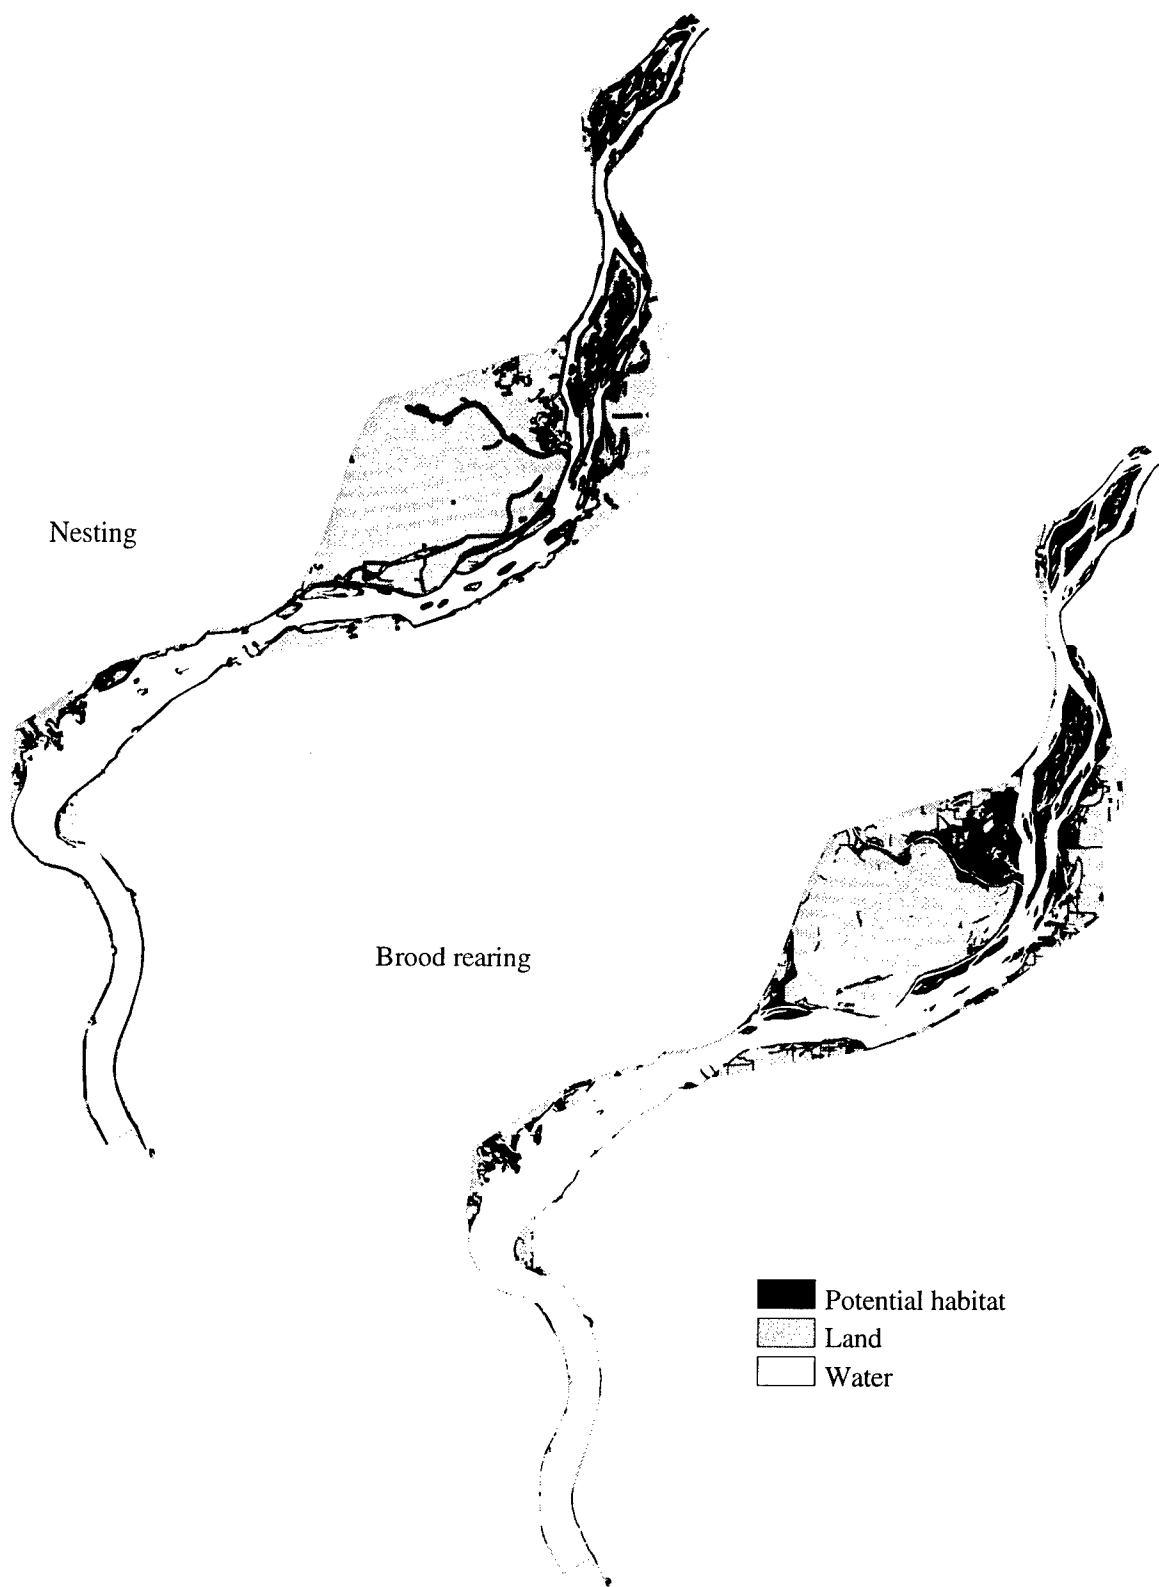 Nesting
Brood rearing
Potential habitat
Land
Water